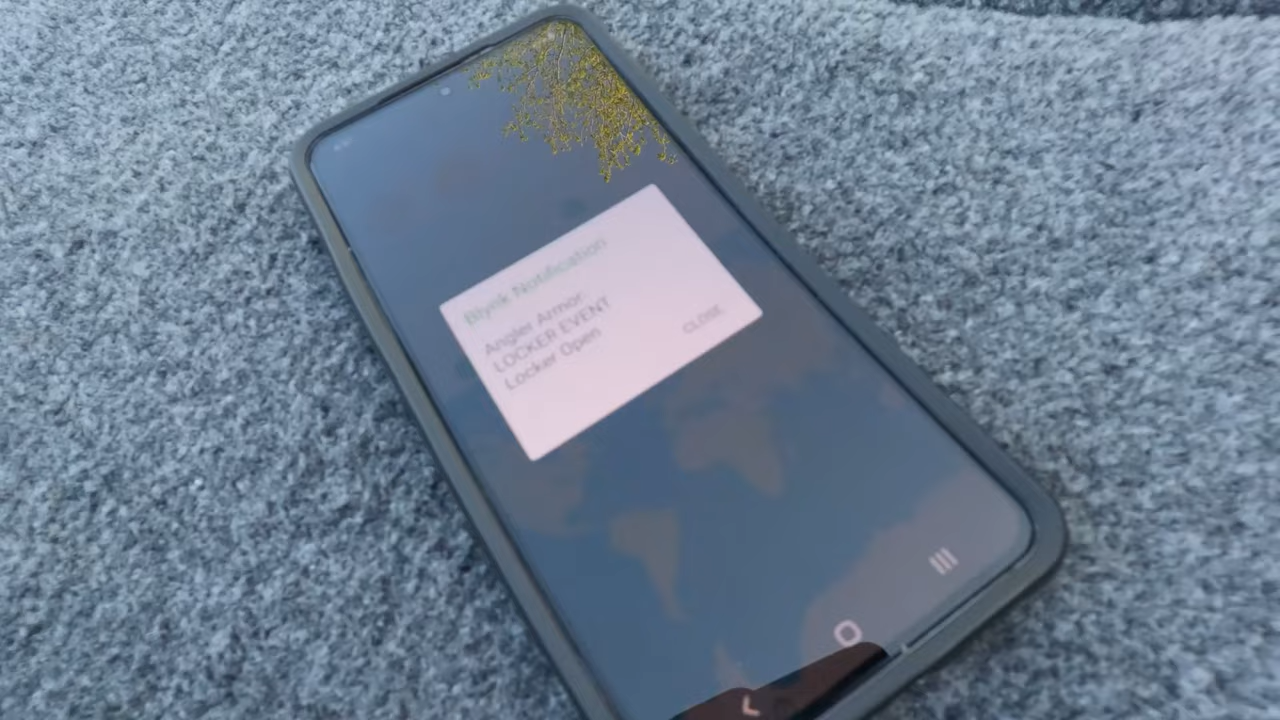 Blynk Notification
Angler Armor:
LOCKER EVENT
Locker Open
CLOSE